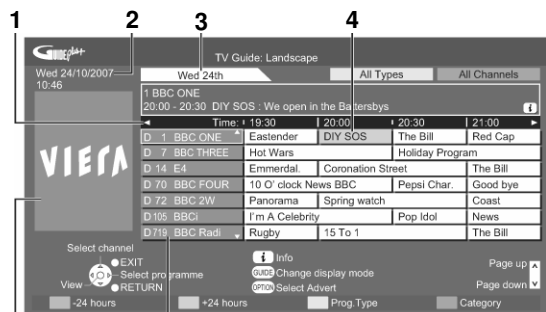 1 2 3 4
GUIDE Plus+
TV Guide: Landscape
Wed 24/10/2007
10:46
Wed 24th All Types All Channels
1 BBC ONE
20:00 - 20:30 DIY SOS : We open in the Battersbys i
Time: 19:30 20:00 20:30 21:00
D 1 BBC ONE Eastender DIY SOS The Bill Red Cap
D 7 BBC THREE Hot Wars Holiday Program
D 14 E4 Emmerdal. Coronation Street The Bill
D 70 BBC FOUR 10 O' clock News BBC Pepsi Char. Good bye
D 72 BBC 2W Panorama Spring watch Coast
D105 BBCi I'm A Celebrity Pop Idol News
D719 BBC Radi Rugby 15 To 1 The Bill
VIERA
Select channel
EXIT
Select programme
View
RETURN
i Info
GUIDE Change display mode
OPTION Select Advert
Page up
Page down
-24 hours +24 hours Prog.Type Category